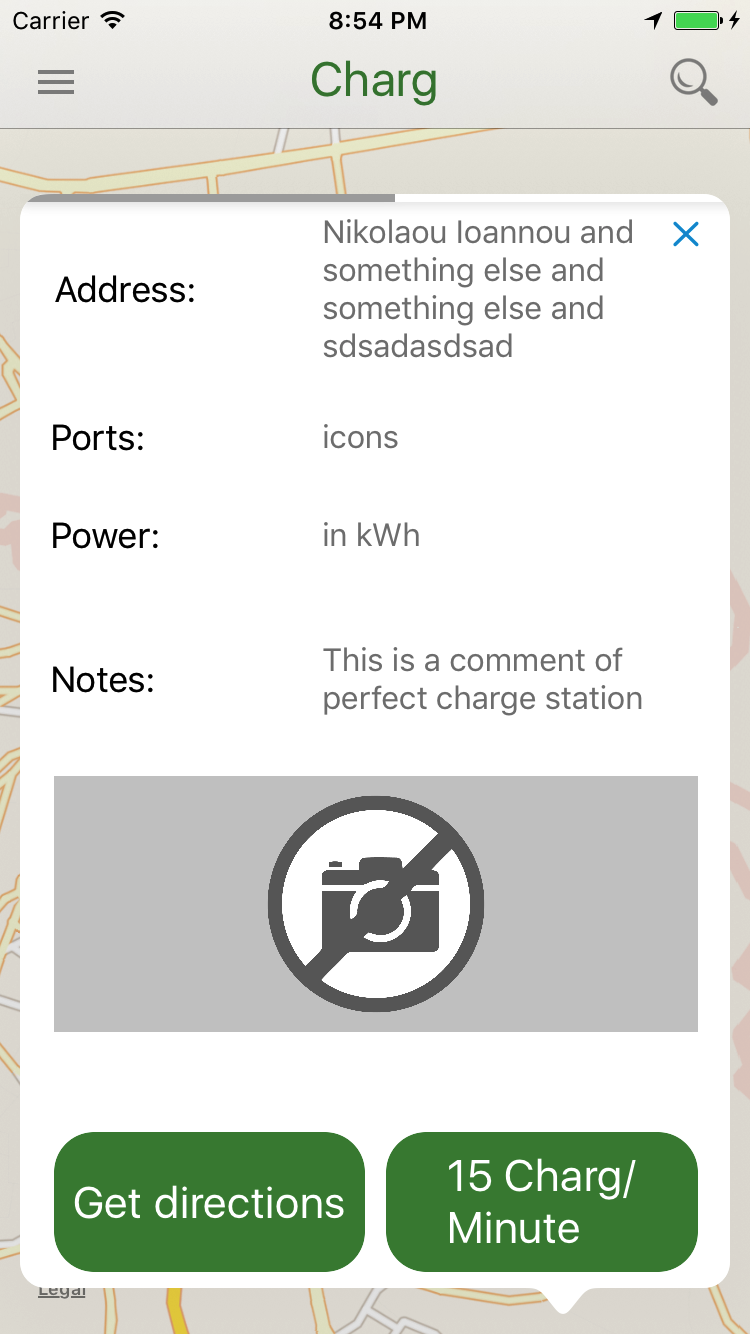 Carrier 8:54 PM
Charg
Address: Nikolaou Ioannou and
something else and
something else and
sdsadasdsad
Ports: icons
Power: in kWh
Notes: This is a comment of
perfect charge station
Get directions
15 Charg/
Minute
Legal